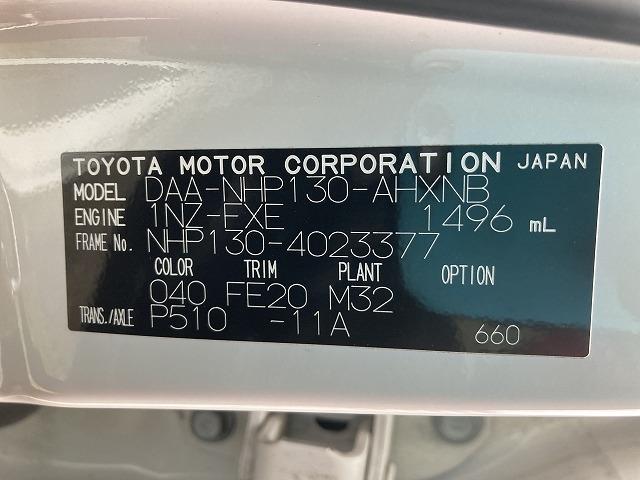 TOYOTA MOTOR CORPORATION JAPAN
MODEL DAA-NHP130-AHXNB
ENGINE 1NZ-FXE 1496 mL
FRAME No. NHP130-4023377
COLOR TRIM PLANT OPTION
040 FE20 M32
TRANS./AXLE P510 -11A
660